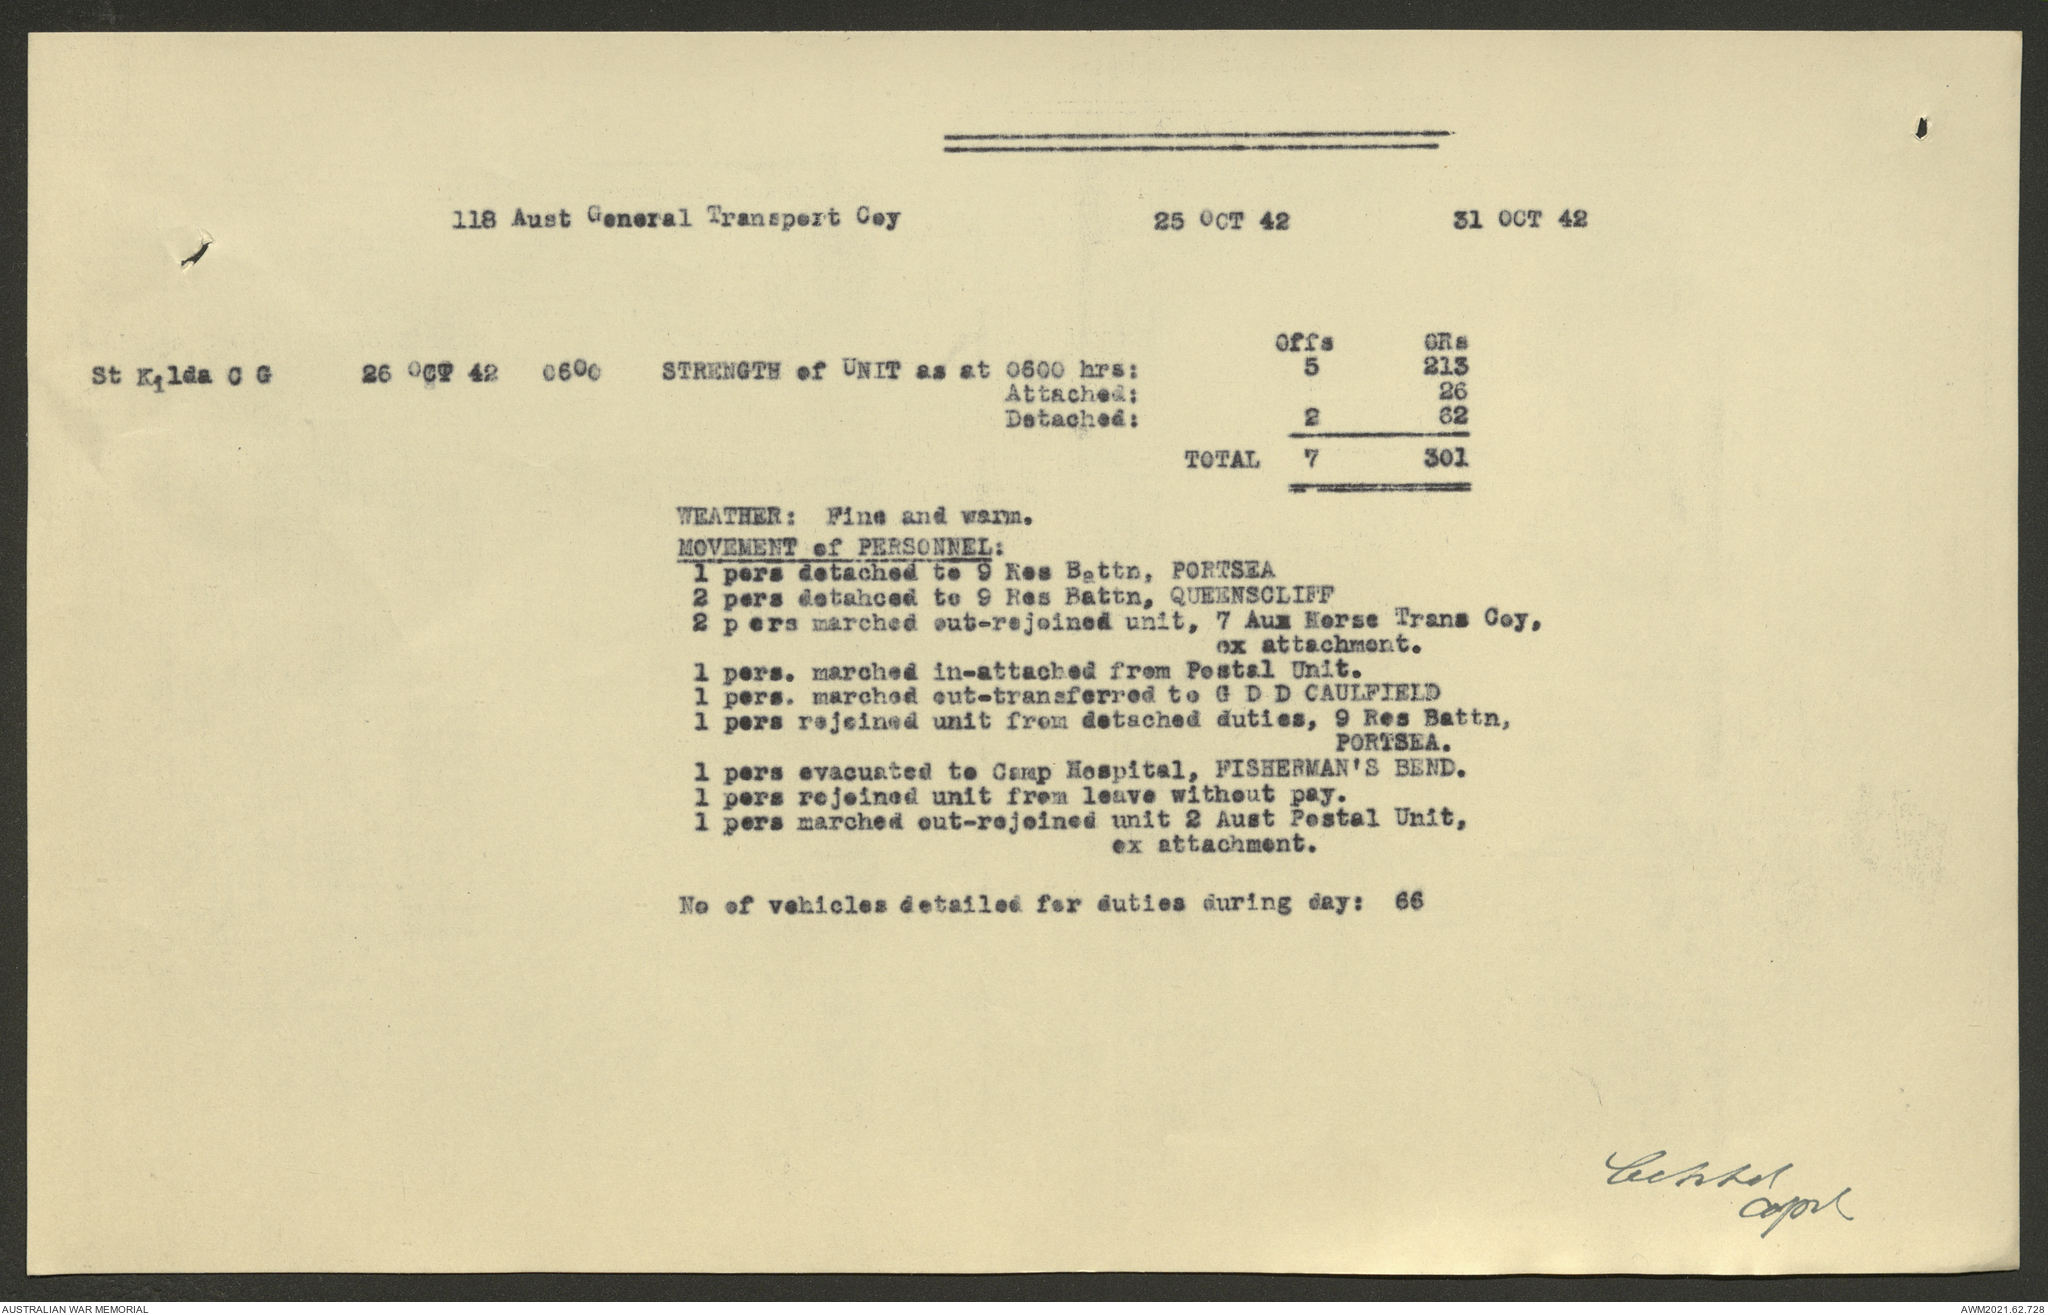 118 Aust General Transport Coy 25 OCT 42 31 OCT 42
Offs ORs
St Kilda C G 26 OCT 42 0600 STRENGTH of UNIT as at 0600 hrs: 5 213
Attached: 26
Detached: 2 62
TOTAL 7 301
WEATHER: Fine and warm.
MOVEMENT of PERSONNEL:
1 pers detached to 9 Res Battn, PORTSEA
2 pers detahced to 9 Res Battn, QUEENSCLIFF
2 p ers marched out-rejoined unit, 7 Aux Horse Trans Coy,
ex attachment.
1 pers. marched in-attached from Postal Unit.
1 pers. marched out-transferred to G D D CAULFIELD
1 pers rejoined unit from detached duties, 9 Res Battn,
PORTSEA.
1 pers evacuated to Camp Hospital, FISHERMAN'S BEND.
1 pers rejoined unit from leave without pay.
1 pers marched out-rejoined unit 2 Aust Postal Unit,
ex attachment.
No of vehicles detailed for duties during day: 66
Capt
AUSTRALIAN WAR MEMORIAL AWM2021.62.728